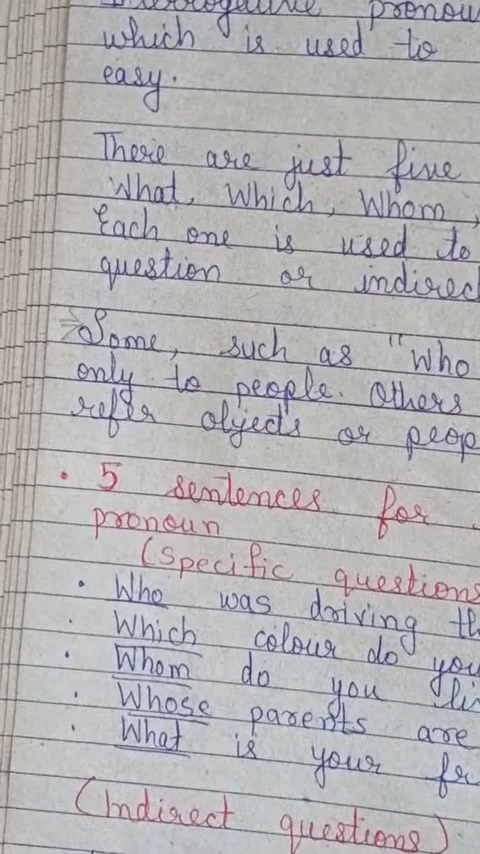 Interrogative pronou
which is used to
easy.
There are just five
What, Which, Whom,
Each one is used to
question or indirec
Some, such as "Who
only to people. Others
refer objects or peop
• 5 sentences for
pronoun
(Specific questions
• Who was driving th
• Which colour do you
• Whom do you li
• Whose parents are
• What is your fr
(Indirect questions)